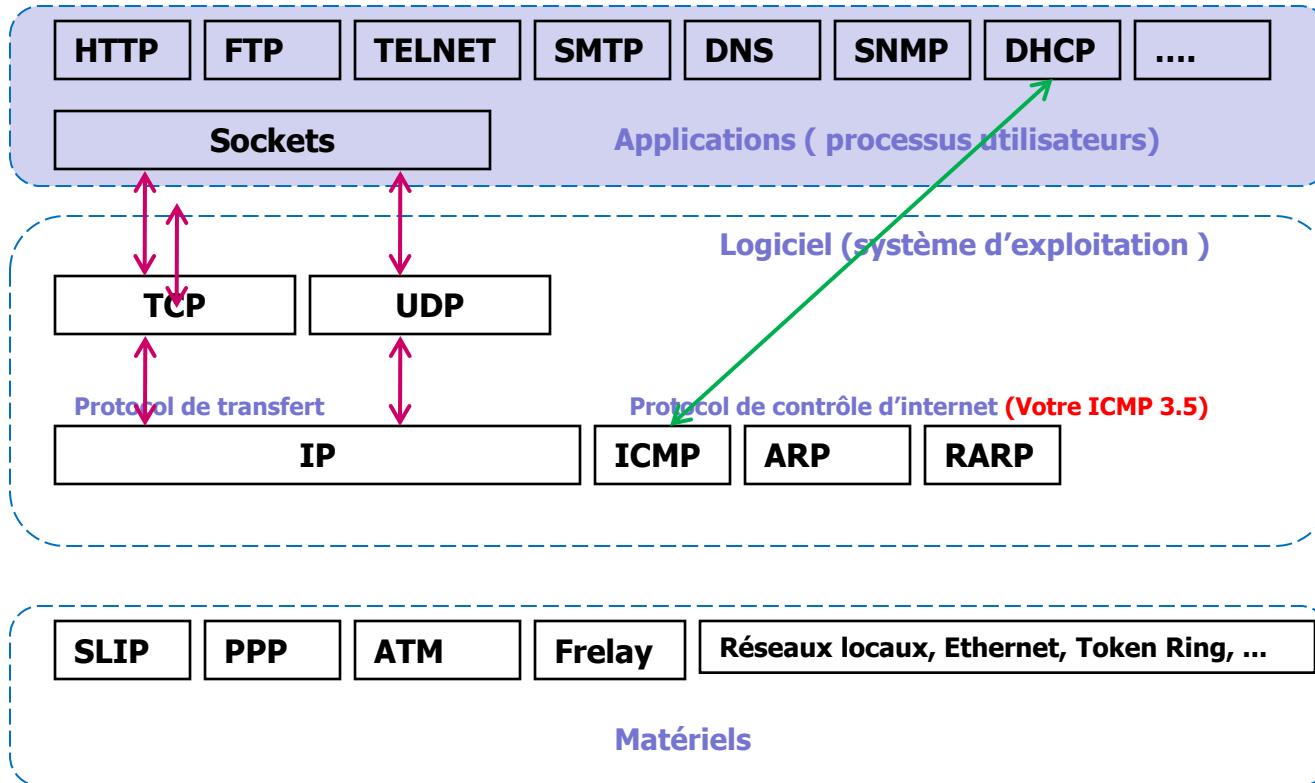 HTTP FTP TELNET SMTP DNS SNMP DHCP ....
Sockets Applications ( processus utilisateurs)
Logiciel (système d’exploitation )
TCP UDP
Protocol de transfert Protocol de contrôle d’internet (Votre ICMP 3.5)
IP ICMP ARP RARP
SLIP PPP ATM Frelay Réseaux locaux, Ethernet, Token Ring, ...
Matériels